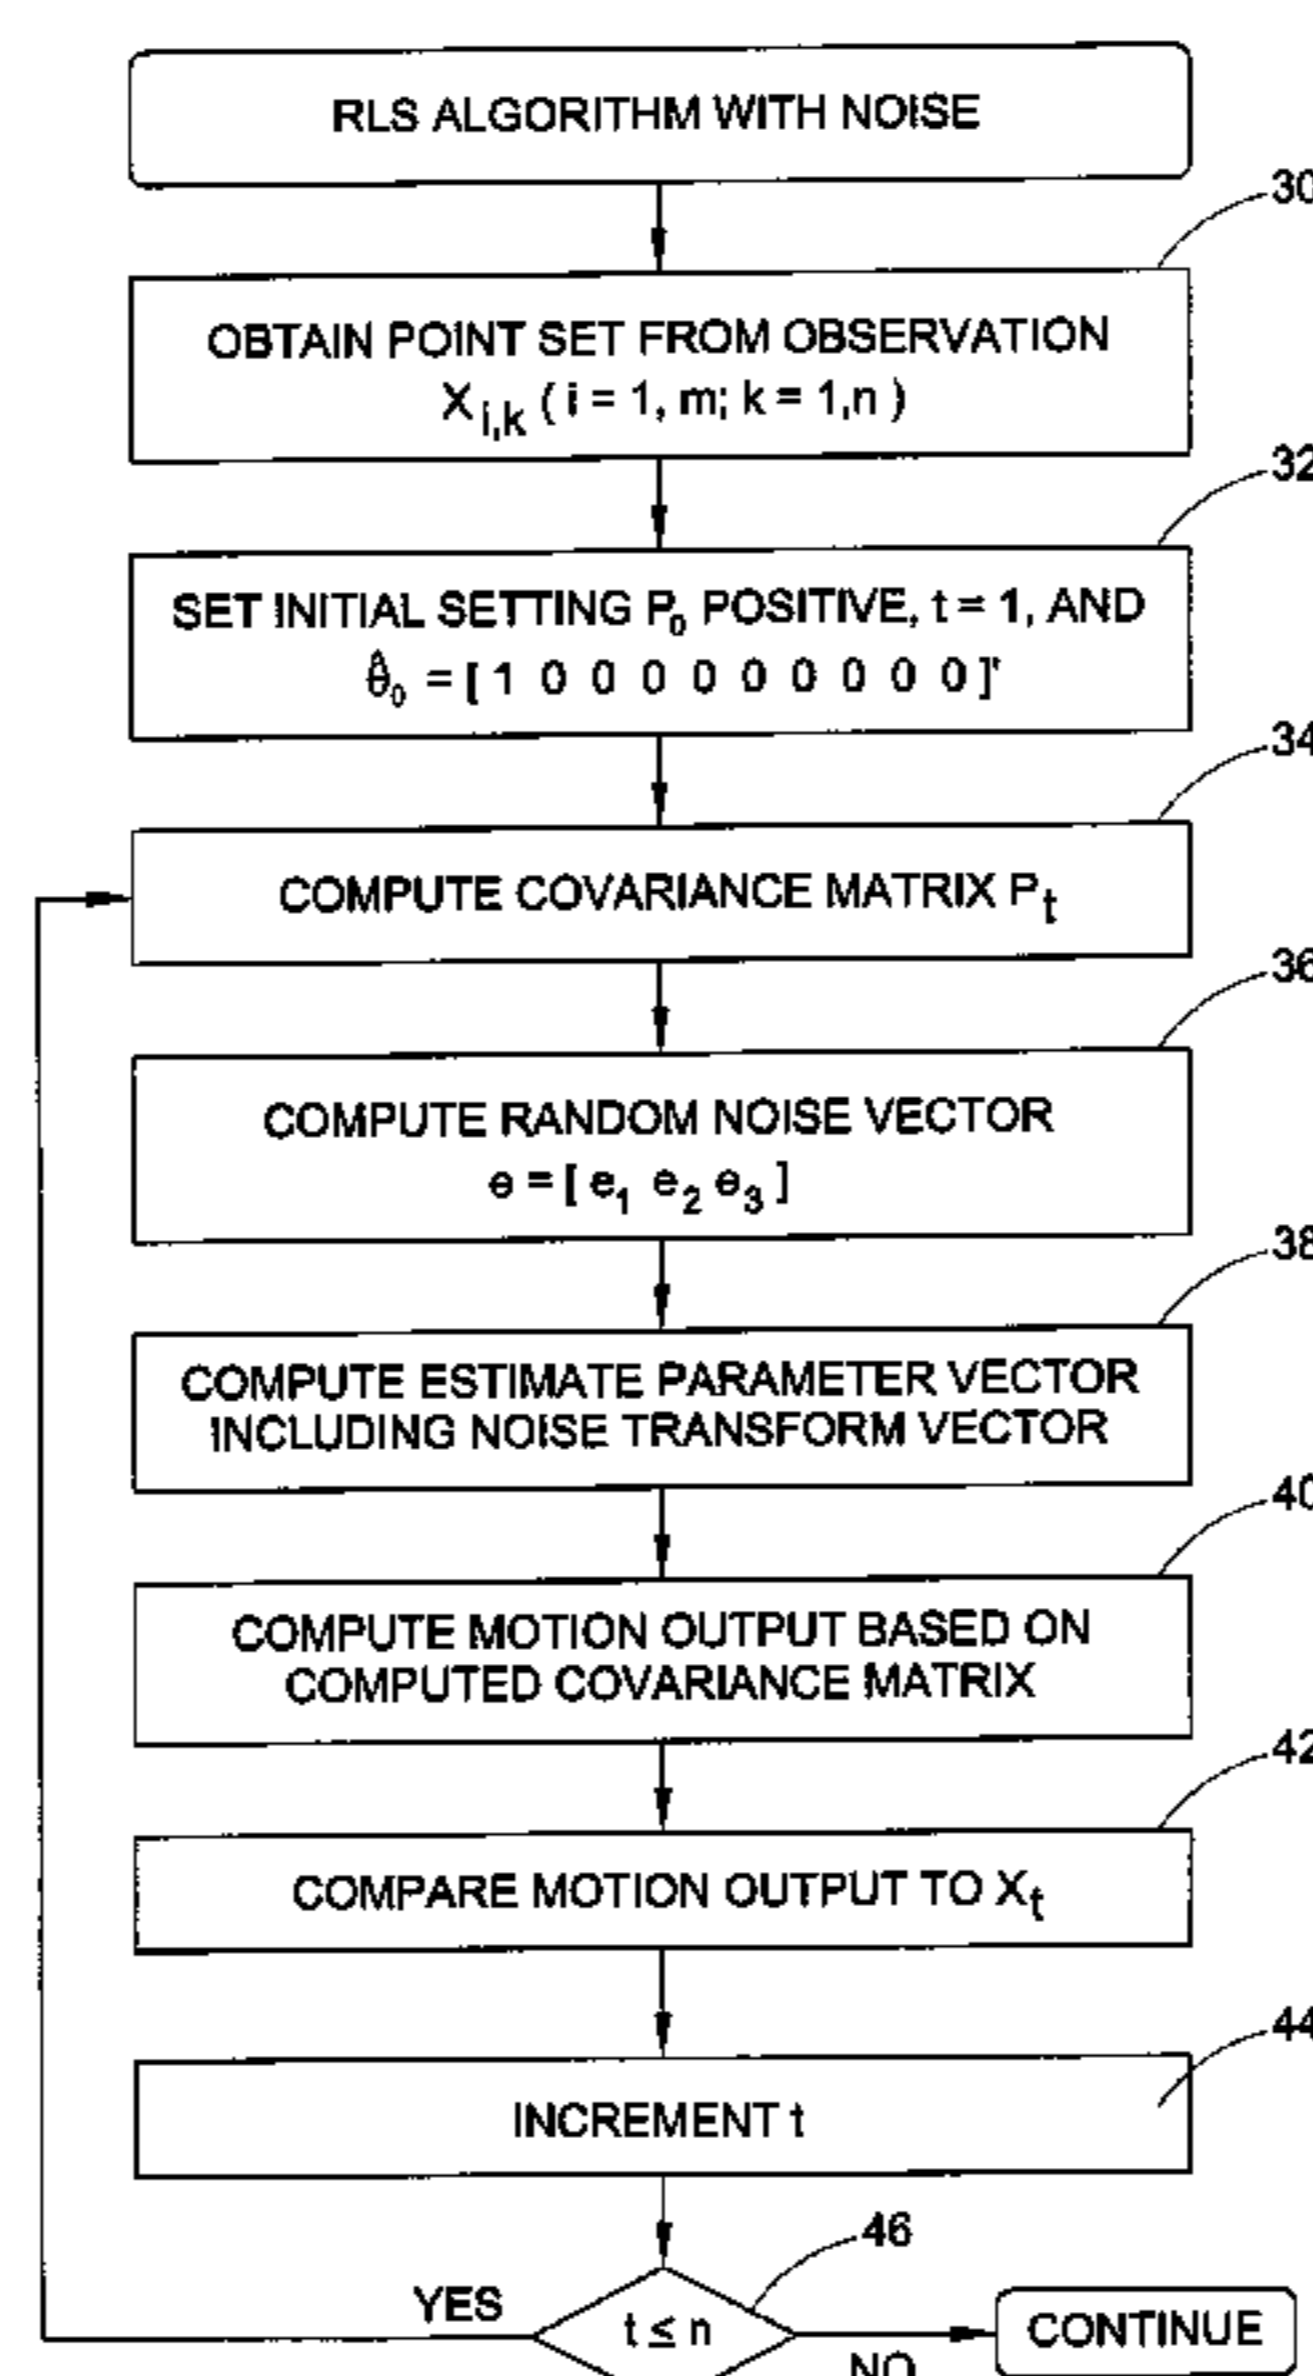 RLS ALGORITHM WITH NOISE
30
OBTAIN POINT SET FROM OBSERVATION
X i,k ( i = 1, m; k = 1,n )
32
SET INITIAL SETTING P₀ POSITIVE, t = 1, AND
θ̂₀ = [ 1 0 0 0 0 0 0 0 0 0 ]'
34
COMPUTE COVARIANCE MATRIX P t
36
COMPUTE RANDOM NOISE VECTOR
e = [ e₁ e₂ e₃ ]
38
COMPUTE ESTIMATE PARAMETER VECTOR
INCLUDING NOISE TRANSFORM VECTOR
40
COMPUTE MOTION OUTPUT BASED ON
COMPUTED COVARIANCE MATRIX
42
COMPARE MOTION OUTPUT TO X t
44
INCREMENT t
46
YES
t ≤ n
CONTINUE
NO